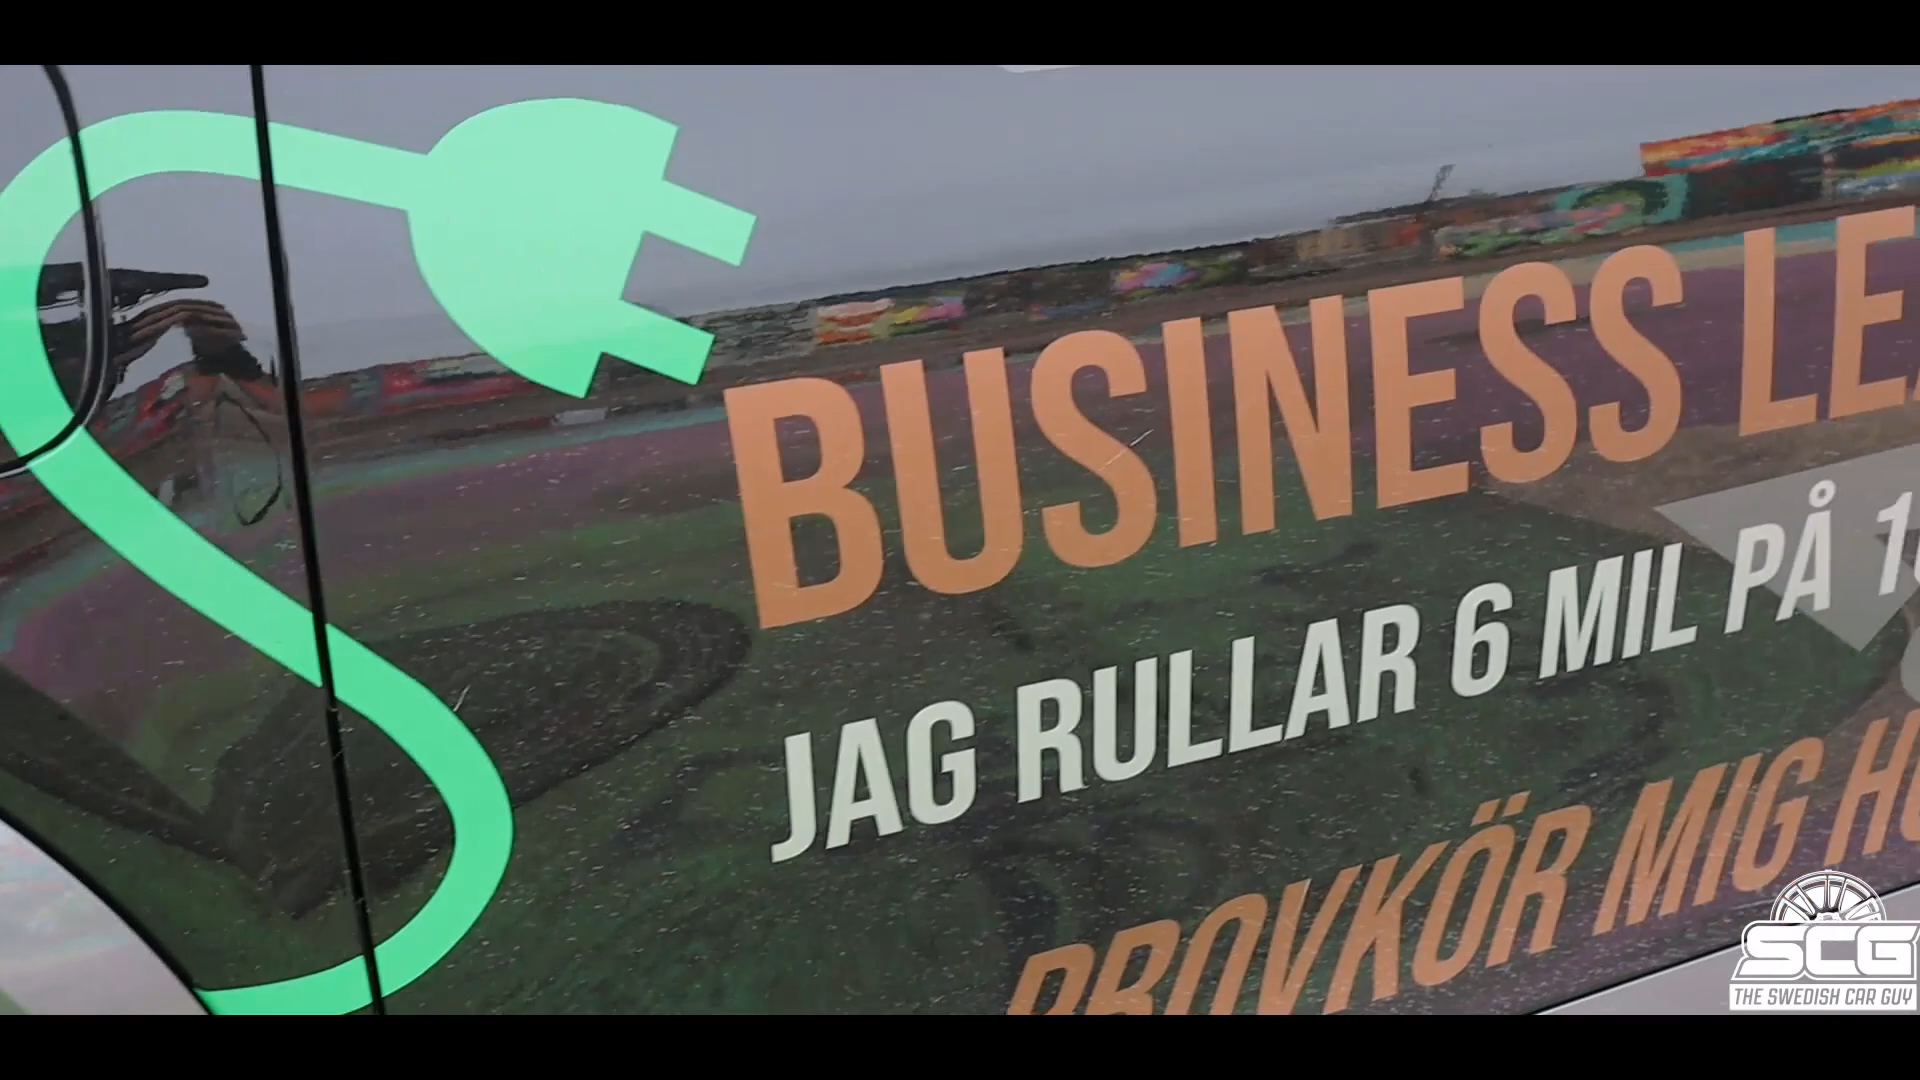 BUSINESS LE
JAG RULLAR 6 MIL PÅ 1
PROVKÖR MIG H
SCG
THE SWEDISH CAR GUY